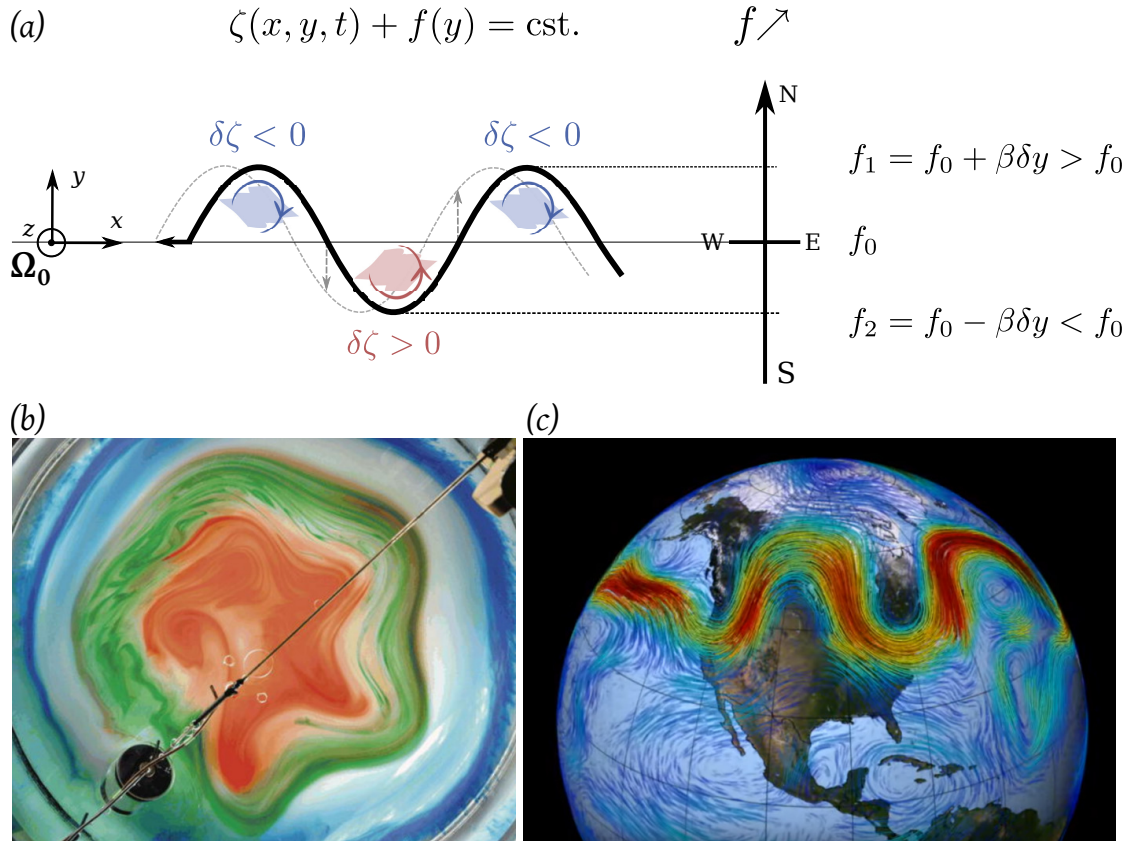 (a) ζ(x, y, t) + f(y) = cst. f↗
N
δζ < 0 δζ < 0
f₁ = f₀ + βδy > f₀
y
x
z
W E f₀
Ω₀
f₂ = f₀ − βδy < f₀
δζ > 0
S
(b) (c)